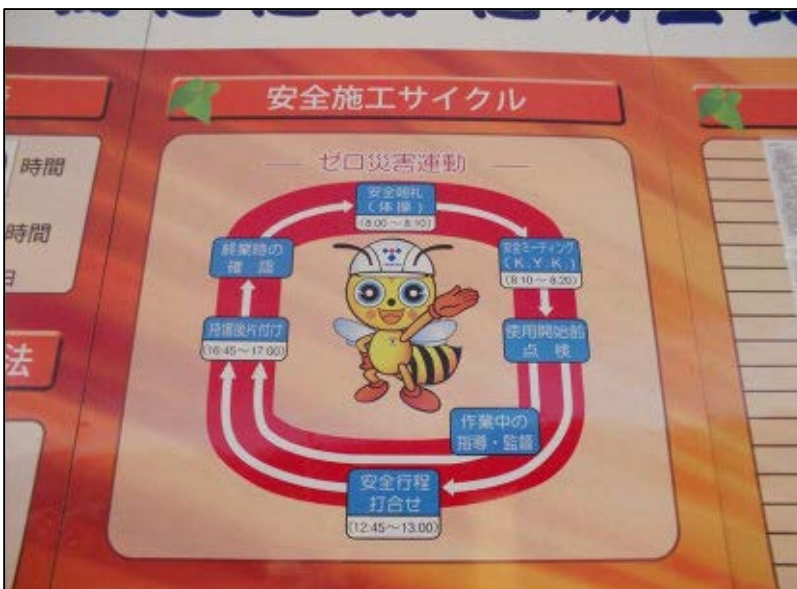 安全施工サイクル
ゼロ災害運動
安全朝礼
(体操)
(8:00～8:10)
安全ミーティング
(K.Y.K)
(8:10～8:20)
使用開始前
点検
作業中の
指導・監督
安全行程
打合せ
(12:45～13:00)
持場後片付け
(16:45～17:00)
終業時の
確認
時間
時間
日
法